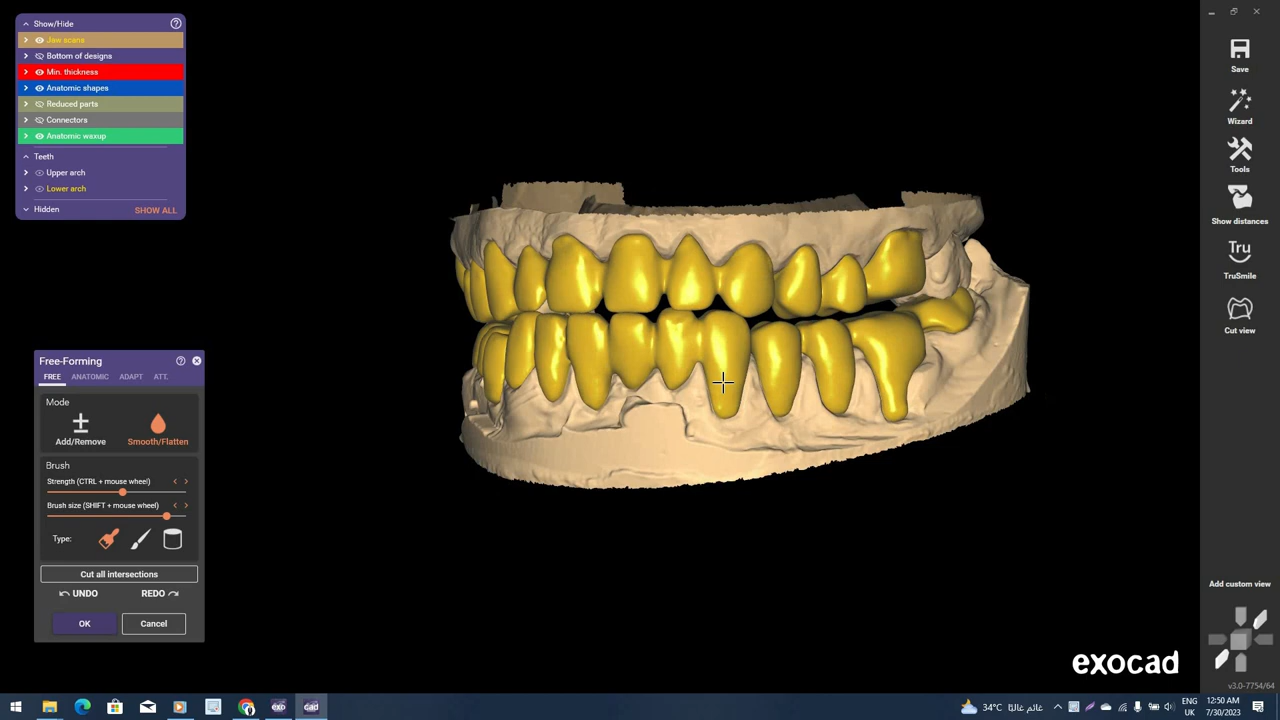 Show/Hide
Jaw scans
Bottom of designs
Min. thickness
Anatomic shapes
Reduced parts
Connectors
Anatomic waxup
Teeth
Upper arch
Lower arch
Hidden
SHOW ALL
Free-Forming
FREE
ANATOMIC
ADAPT
ATT.
Mode
Add/Remove
Smooth/Flatten
Brush
Strength (CTRL + mouse wheel)
Brush size (SHIFT + mouse wheel)
Type:
Cut all intersections
UNDO
REDO
OK
Cancel
Save
Wizard
Tools
Show distances
Tru
TruSmile
Cut view
Add custom view
exocad
v3.0-7754/64
exo
cad
34°C غائم غالبًا
ENG
UK
12:50 AM
7/30/2023